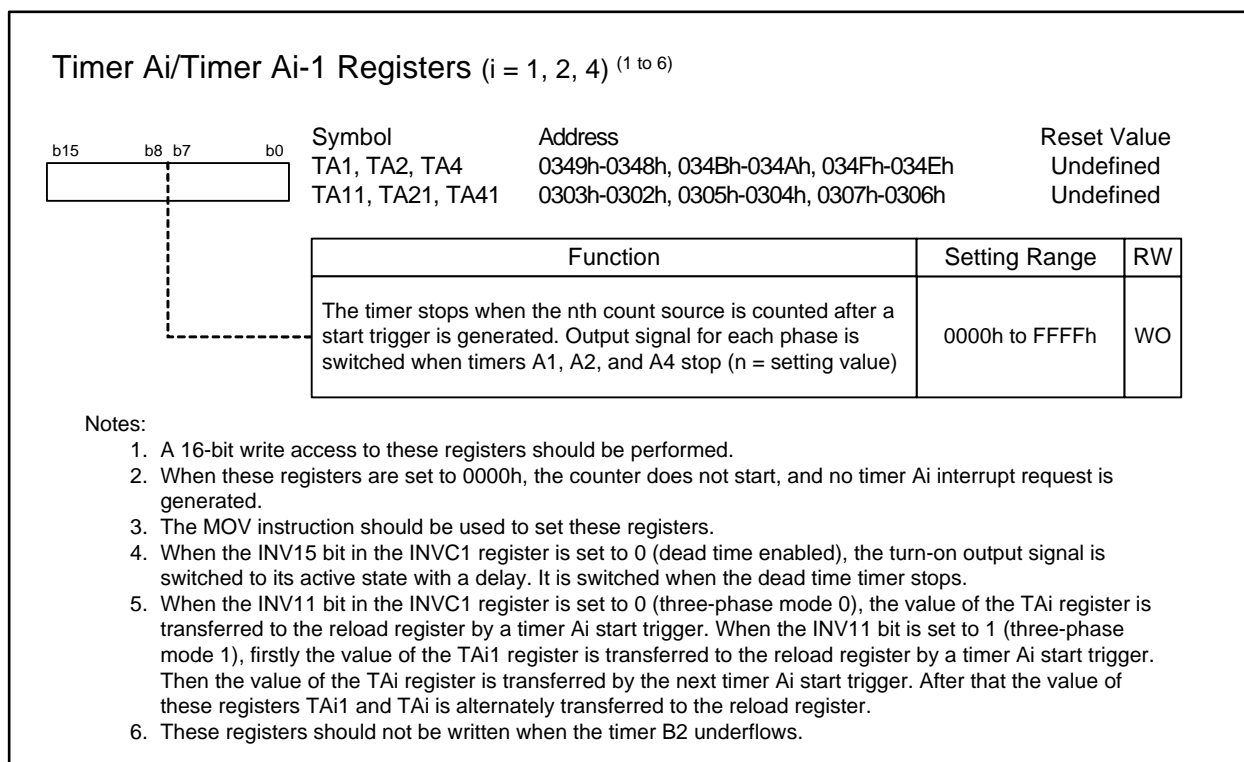 Timer Ai/Timer Ai-1 Registers (i = 1, 2, 4) (1 to 6)
b15 b8 b7 b0
Symbol Address Reset Value
TA1, TA2, TA4 0349h-0348h, 034Bh-034Ah, 034Fh-034Eh Undefined
TA11, TA21, TA41 0303h-0302h, 0305h-0304h, 0307h-0306h Undefined
Function Setting Range RW
The timer stops when the nth count source is counted after a
start trigger is generated. Output signal for each phase is
switched when timers A1, A2, and A4 stop (n = setting value)
0000h to FFFFh WO
Notes:
1. A 16-bit write access to these registers should be performed.
2. When these registers are set to 0000h, the counter does not start, and no timer Ai interrupt request is
generated.
3. The MOV instruction should be used to set these registers.
4. When the INV15 bit in the INVC1 register is set to 0 (dead time enabled), the turn-on output signal is
switched to its active state with a delay. It is switched when the dead time timer stops.
5. When the INV11 bit in the INVC1 register is set to 0 (three-phase mode 0), the value of the TAi register is
transferred to the reload register by a timer Ai start trigger. When the INV11 bit is set to 1 (three-phase
mode 1), firstly the value of the TAi1 register is transferred to the reload register by a timer Ai start trigger.
Then the value of the TAi register is transferred by the next timer Ai start trigger. After that the value of
these registers TAi1 and TAi is alternately transferred to the reload register.
6. These registers should not be written when the timer B2 underflows.